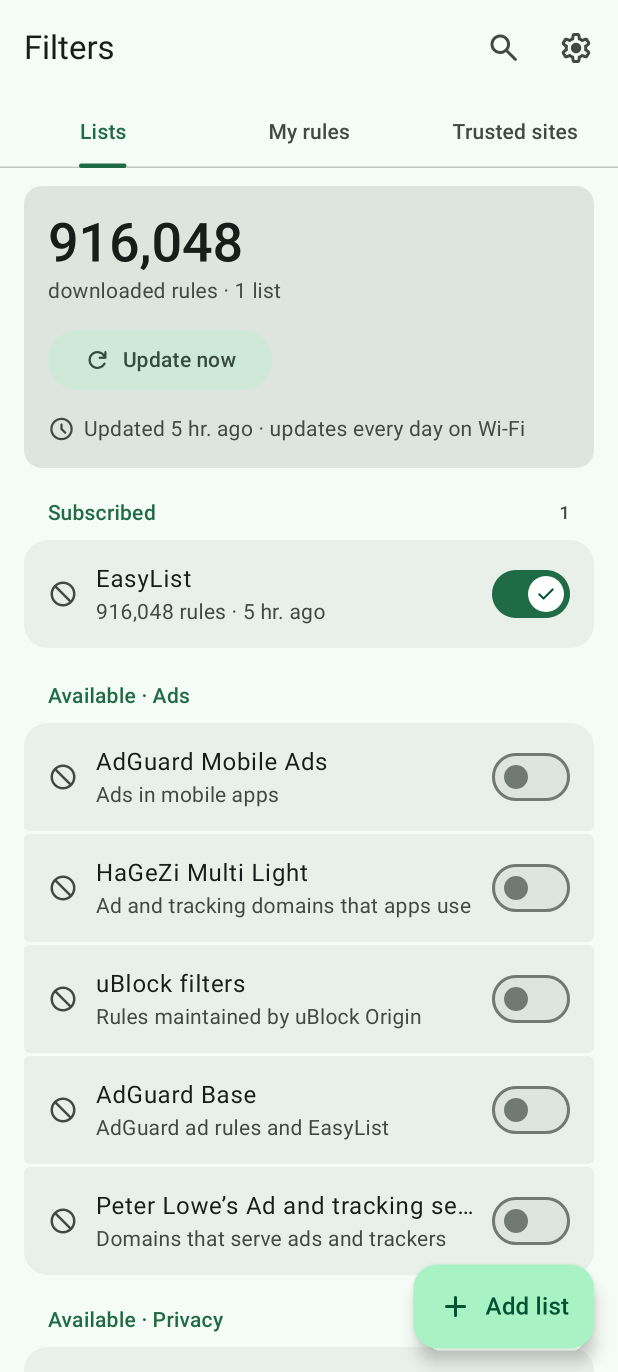 Filters
Lists
My rules
Trusted sites
916,048
downloaded rules · 1 list
Update now
Updated 5 hr. ago · updates every day on Wi-Fi
Subscribed
1
EasyList
916,048 rules · 5 hr. ago
Available · Ads
AdGuard Mobile Ads
Ads in mobile apps
HaGeZi Multi Light
Ad and tracking domains that apps use
uBlock filters
Rules maintained by uBlock Origin
AdGuard Base
AdGuard ad rules and EasyList
Peter Lowe’s Ad and tracking se…
Domains that serve ads and trackers
Available · Privacy
Add list